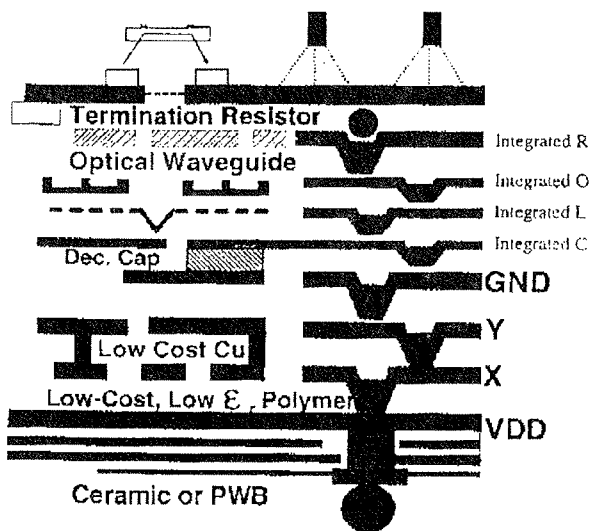 Termination Resistor
Integrated R
Optical Waveguide
Integrated O
Integrated L
Integrated C
Dec. Cap
GND
Y
Low Cost Cu
X
Low-Cost, Low ε, Polymer
VDD
Ceramic or PWB